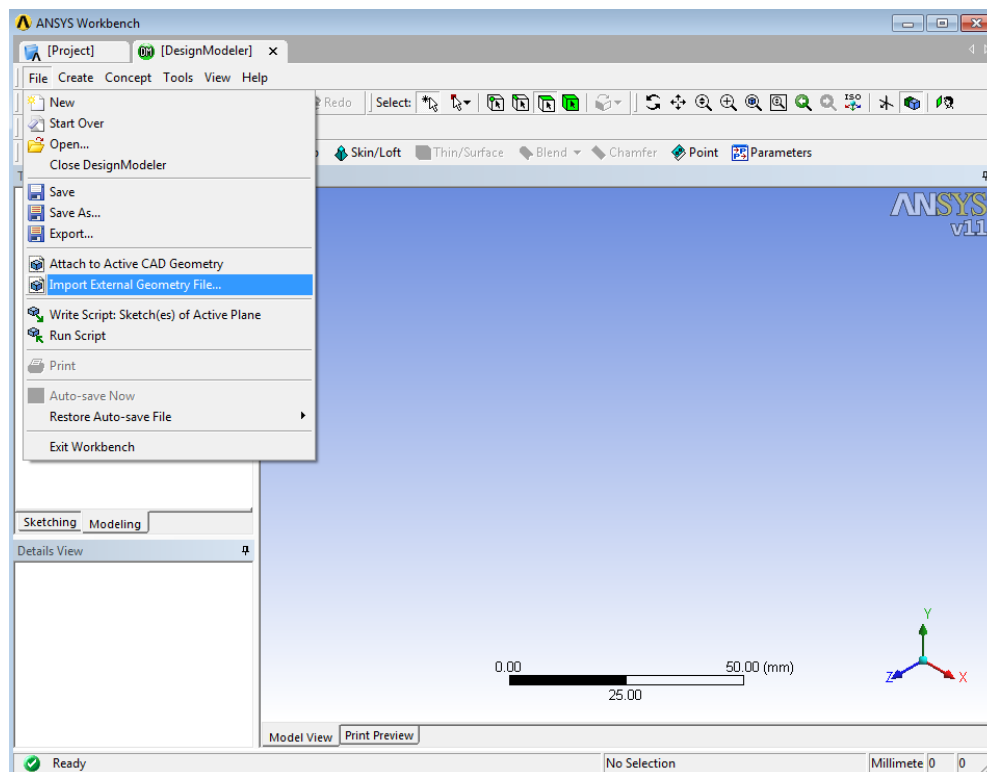 ANSYS Workbench
[Project] [DesignModeler]
File Create Concept Tools View Help
New
Redo Select: ISO
Start Over
Open...
Skin/Loft Thin/Surface Blend Chamfer Point Parameters
Close DesignModeler
Save
Save As...
Export...
ANSYS
v11
Attach to Active CAD Geometry
Import External Geometry File...
Write Script: Sketch(es) of Active Plane
Run Script
Print
Auto-save Now
Restore Auto-save File
Exit Workbench
Sketching Modeling
Details View
Y
0.00 50.00 (mm)
25.00
Z X
Model View Print Preview
Ready No Selection Millimete 0 0